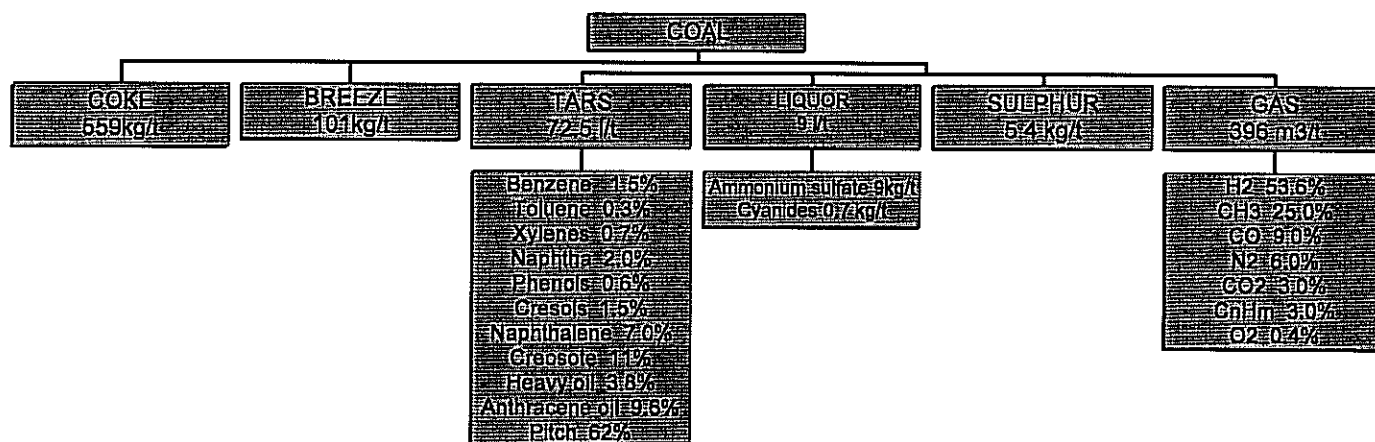 COAL
COKE
559kg/t
BREEZE
101kg/t
TARS
72-5 l/t
LIQUOR
9 l/t
SULPHUR
5.4 kg/t
GAS
396 m3/t
Benzene 1.5%
Toluene 0.3%
Xylenes 0.7%
Naphtha 2.0%
Phenols 0.6%
Cresols 1.5%
Naphthalene 7.0%
Creosote 11%
Heavy oil 3.8%
Anthracene oil 9.6%
Pitch 62%
Ammonium sulfate 9kg/t
Cyanides 0.7 kg/t
H2 53.6%
CH3 25.0%
CO 9.0%
N2 6.0%
CO2 3.0%
CnHm 3.0%
O2 0.4%